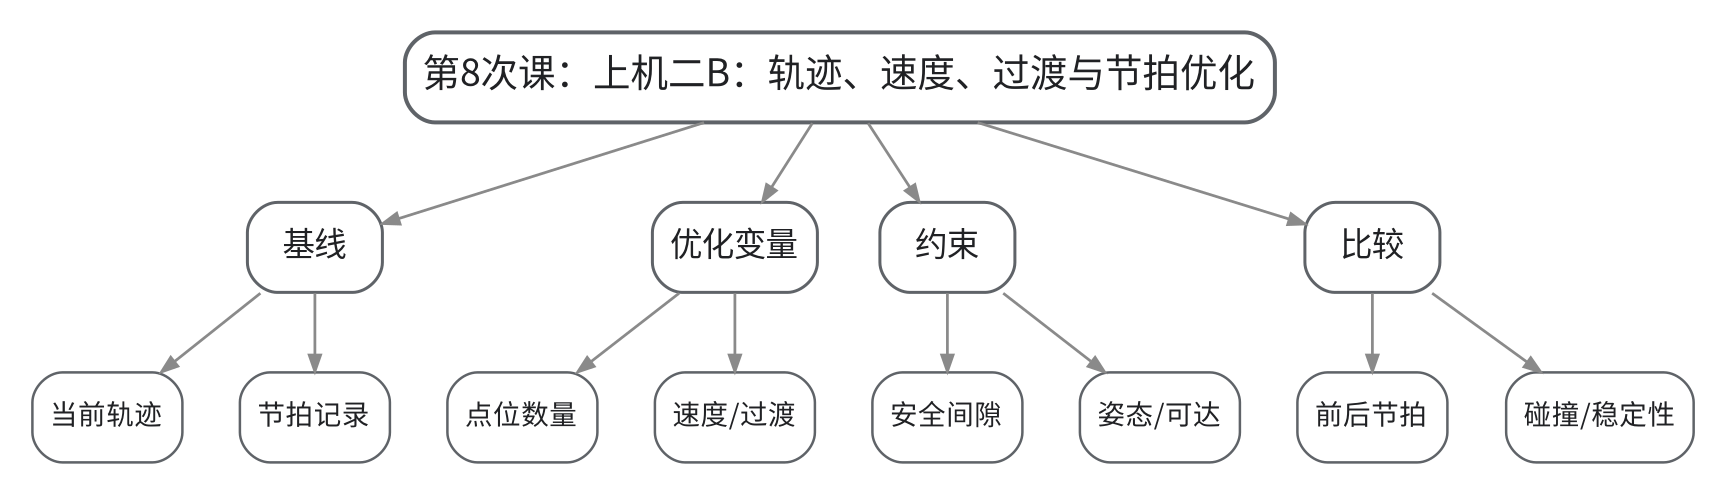 第8次课：上机二B：轨迹、速度、过渡与节拍优化
基线
优化变量
约束
比较
当前轨迹
节拍记录
点位数量
速度/过渡
安全间隙
姿态/可达
前后节拍
碰撞/稳定性